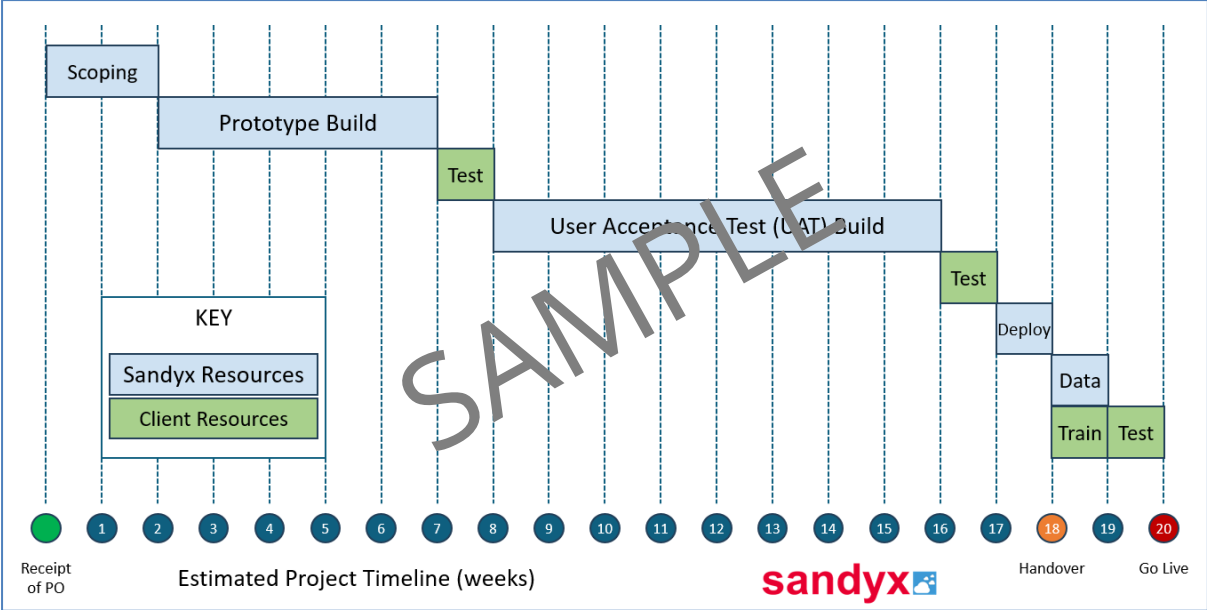 Scoping
Prototype Build
Test
User Acceptance Test (UAT) Build
Test
Deploy
Data
Train
Test
SAMPLE
KEY
Sandyx Resources
Client Resources
1 2 3 4 5 6 7 8 9 10 11 12 13 14 15 16 17 18 19 20
Receipt
of PO
Handover
Go Live
Estimated Project Timeline (weeks)
sandyx